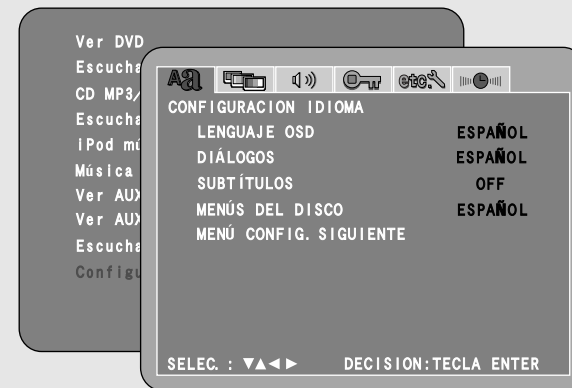 Ver DVD
Escucha
CD MP3/
Escucha
iPod mú
Música
Ver AUX
Ver AUX
Escucha
Configu
Aa etc.
CONFIGURACION IDIOMA
LENGUAJE OSD ESPAÑOL
DIÁLOGOS ESPAÑOL
SUBTÍTULOS OFF
MENÚS DEL DISCO ESPAÑOL
MENÚ CONFIG. SIGUIENTE
SELEC. : ▼▲◄► DECISION:TECLA ENTER